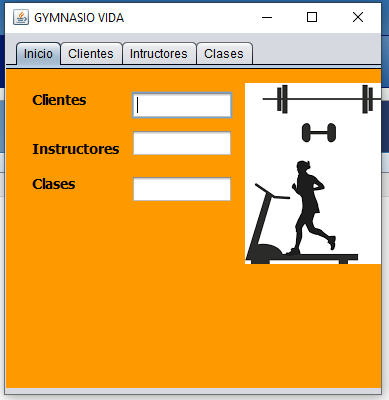 GYMNASIO VIDA
Inicio Clientes Intructores Clases
Clientes
Instructores
Clases